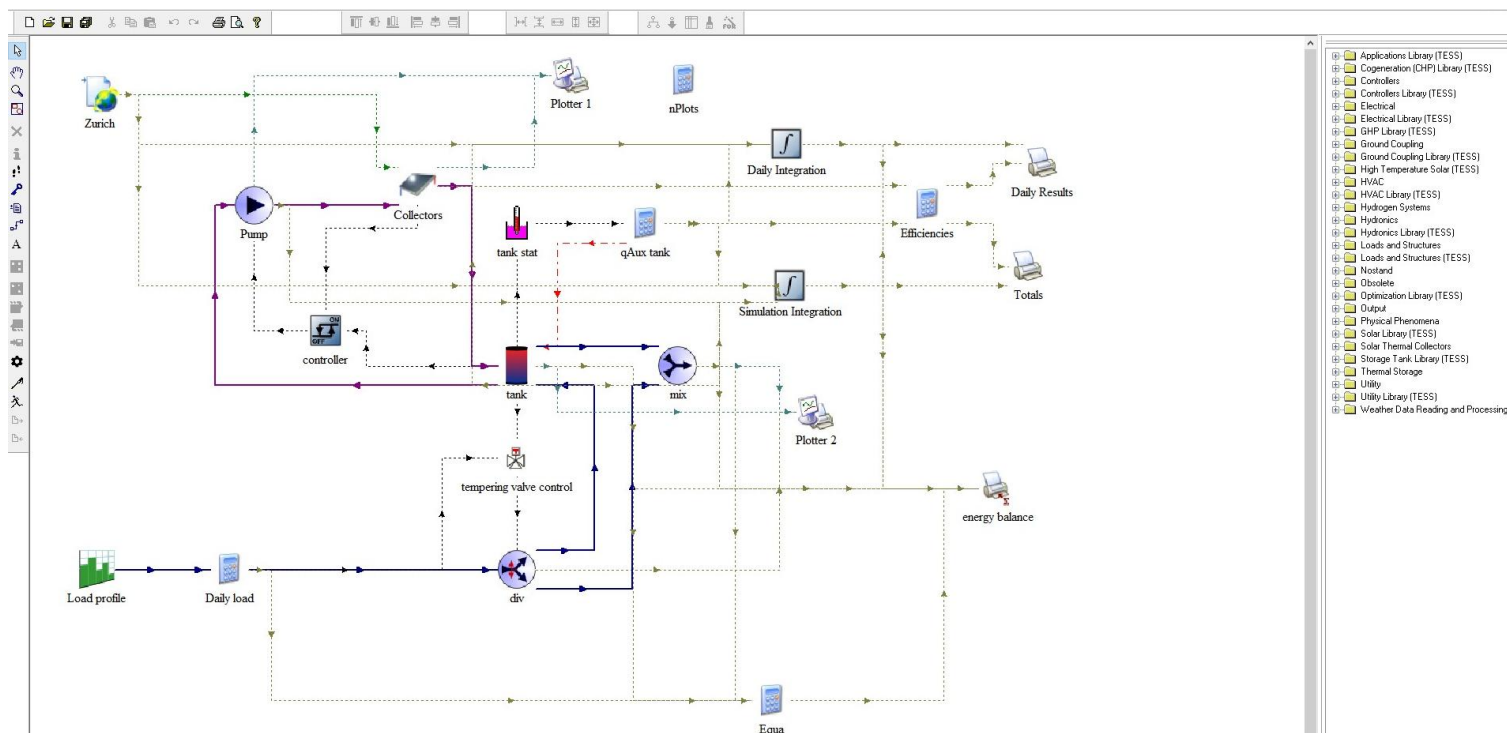 Zurich
Plotter 1
nPlots
Daily Integration
Daily Results
Pump
Collectors
tank stat
qAux tank
Efficiencies
Totals
Simulation Integration
ON
OFF
controller
tank
mix
Plotter 2
T
tempering valve control
energy balance
Load profile
Daily load
div
Equa
A
Applications Library (TESS)
Cogeneration (CHP) Library (TESS)
Controllers
Controllers Library (TESS)
Electrical
Electrical Library (TESS)
GHP Library (TESS)
Ground Coupling
Ground Coupling Library (TESS)
High Temperature Solar (TESS)
HVAC
HVAC Library (TESS)
Hydrogen Systems
Hydronics
Hydronics Library (TESS)
Loads and Structures
Loads and Structures (TESS)
Nostand
Obsolete
Optimization Library (TESS)
Output
Physical Phenomena
Solar Library (TESS)
Solar Thermal Collectors
Storage Tank Library (TESS)
Thermal Storage
Utility
Utility Library (TESS)
Weather Data Reading and Processing